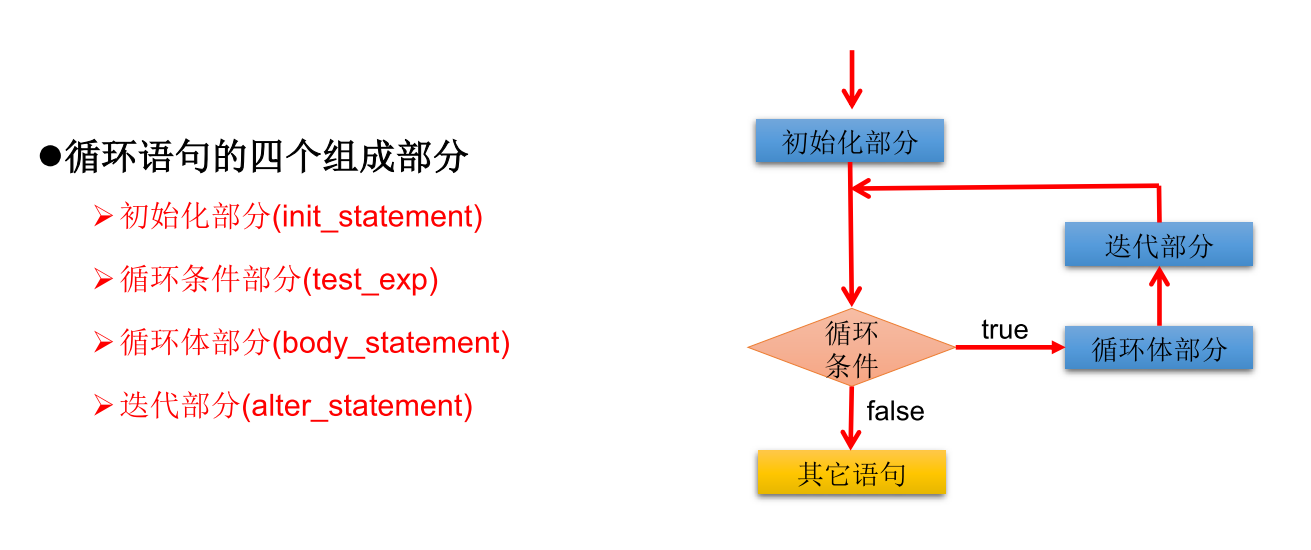 ●循环语句的四个组成部分
➢初始化部分(init_statement)
➢循环条件部分(test_exp)
➢循环体部分(body_statement)
➢迭代部分(alter_statement)
初始化部分
迭代部分
循环
条件
true
循环体部分
false
其它语句